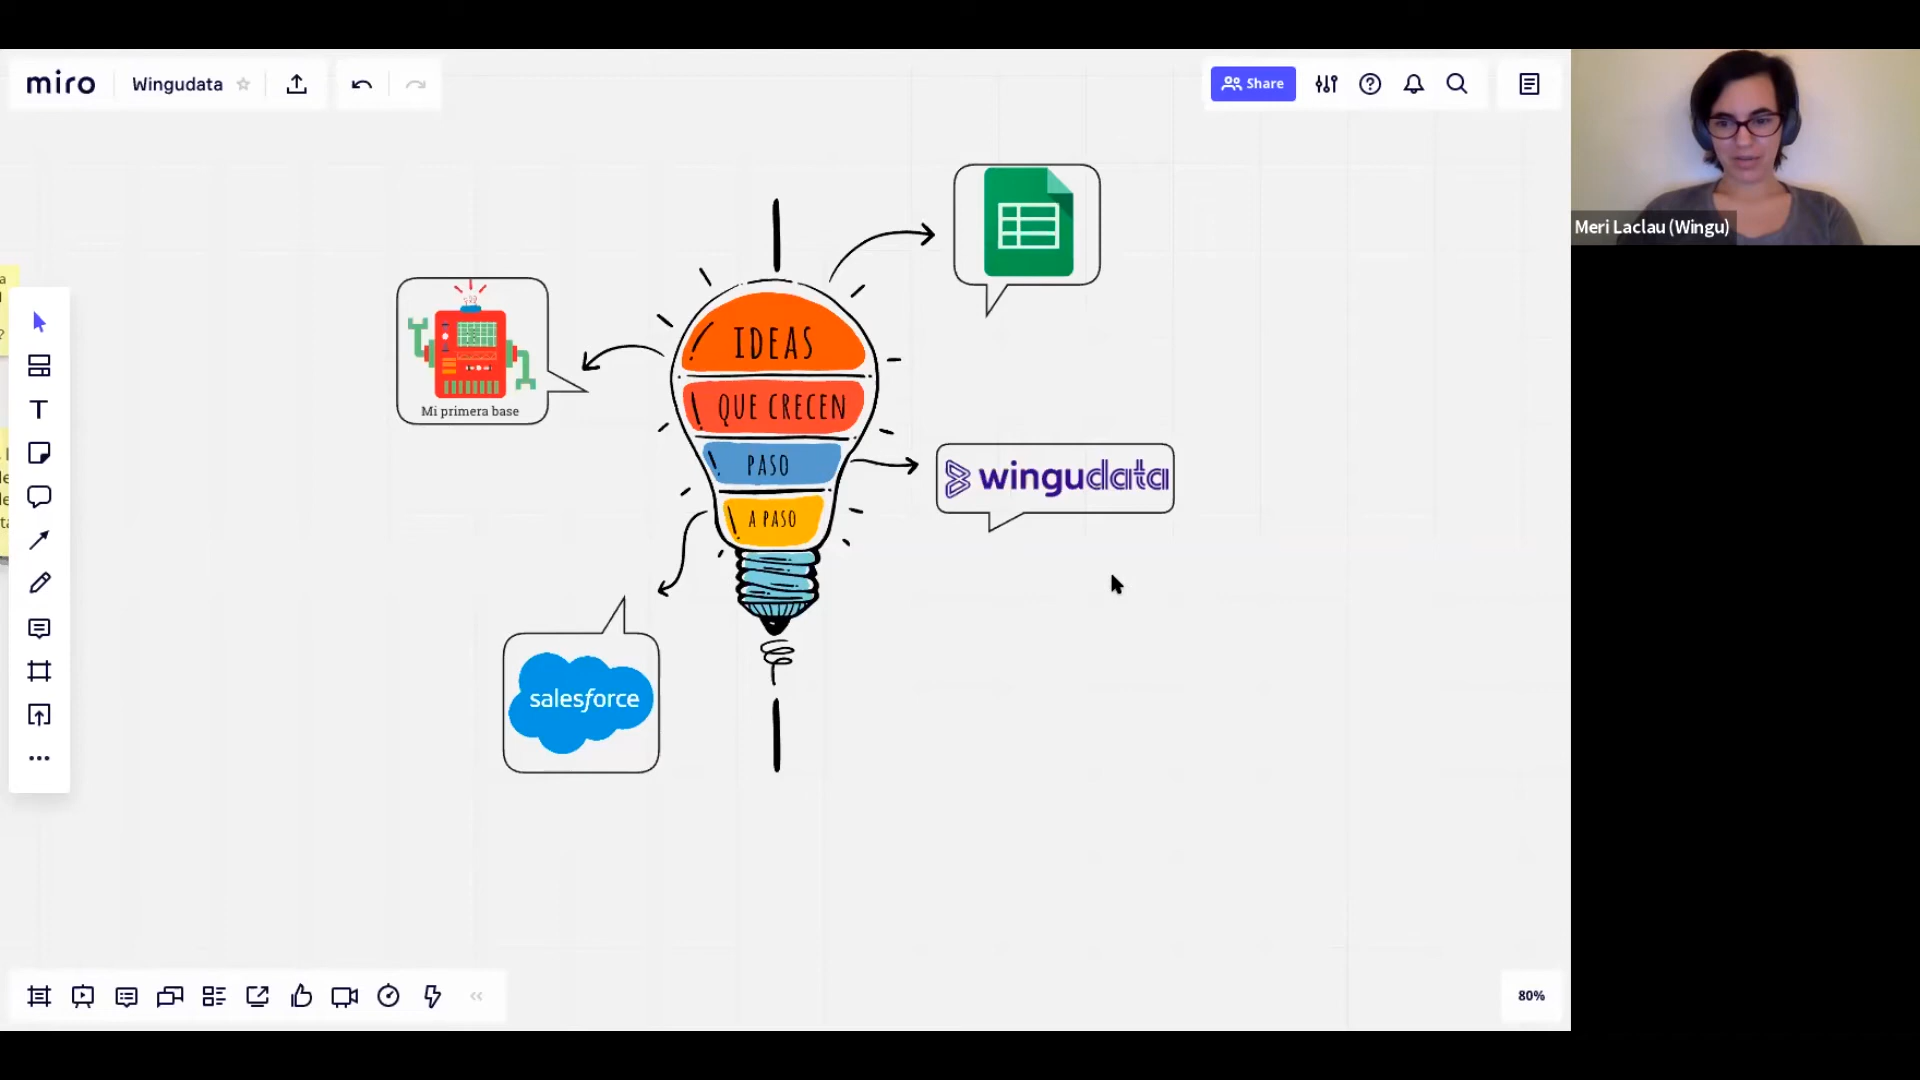 miro
Wingudata
Share
Meri Laclau (Wingu)
a
?
Mi primera base
IDEAS
QUE CRECEN
PASO
A PASO
wingudata
salesforce
80%